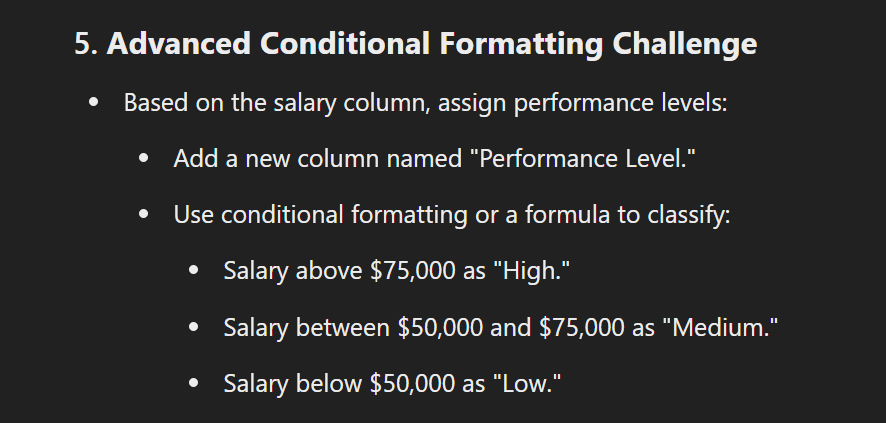 5. Advanced Conditional Formatting Challenge
• Based on the salary column, assign performance levels:
• Add a new column named "Performance Level."
• Use conditional formatting or a formula to classify:
• Salary above $75,000 as "High."
• Salary between $50,000 and $75,000 as "Medium."
• Salary below $50,000 as "Low."